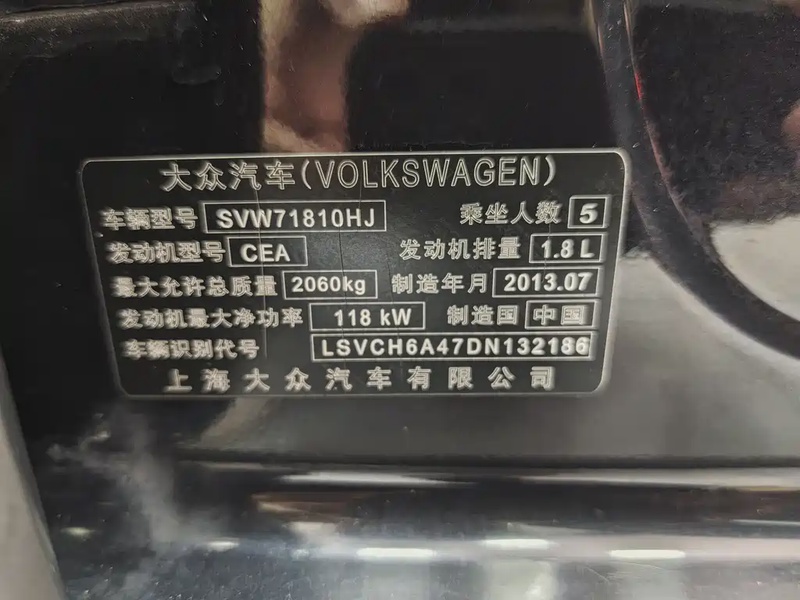 大众汽车(VOLKSWAGEN)
车辆型号 SVW71810HJ 乘坐人数 5
发动机型号 CEA 发动机排量 1.8 L
最大允许总质量 2060kg 制造年月 2013.07
发动机最大净功率 118 kW 制造国 中国
车辆识别代号 LSVCH6A47DN132186
上海大众汽车有限公司